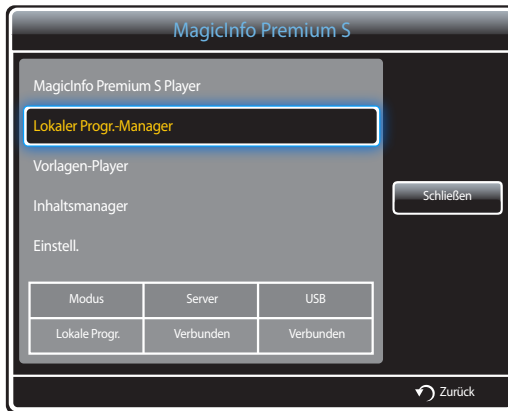 MagicInfo Premium S
MagicInfo Premium S Player
Lokaler Progr.-Manager
Vorlagen-Player
Inhaltsmanager
Einstell.
Schließen
Modus Server USB
Lokale Progr. Verbunden Verbunden
Zurück